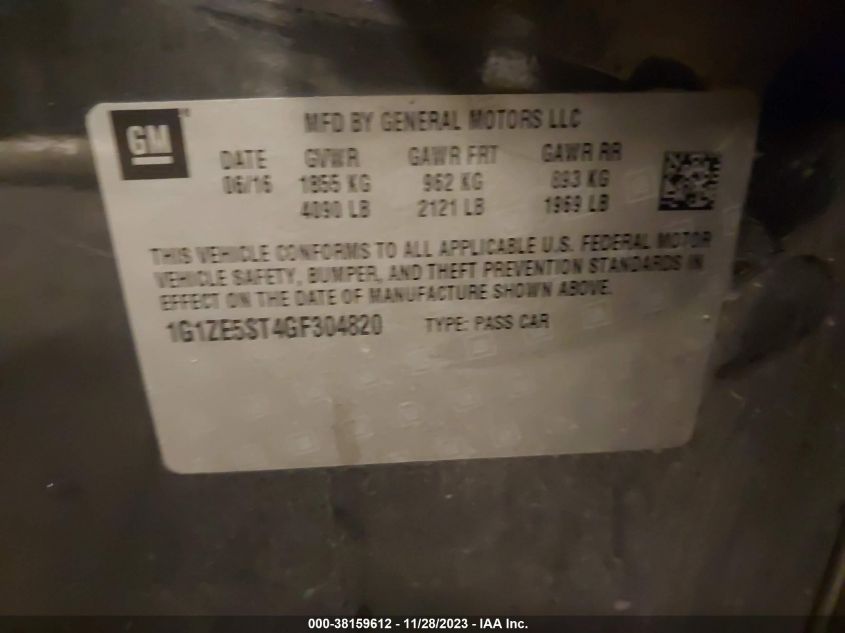 GM
MFD BY GENERAL MOTORS LLC
DATE GVWR GAWR FRT GAWR RR
06/16 1855 KG 962 KG 893 KG
4090 LB 2121 LB 1969 LB
THIS VEHICLE CONFORMS TO ALL APPLICABLE U.S. FEDERAL MOTOR
VEHICLE SAFETY, BUMPER, AND THEFT PREVENTION STANDARDS IN
EFFECT ON THE DATE OF MANUFACTURE SHOWN ABOVE.
1G1ZE5ST4GF304820 TYPE: PASS CAR
000-38159612 - 11/28/2023 - IAA Inc.